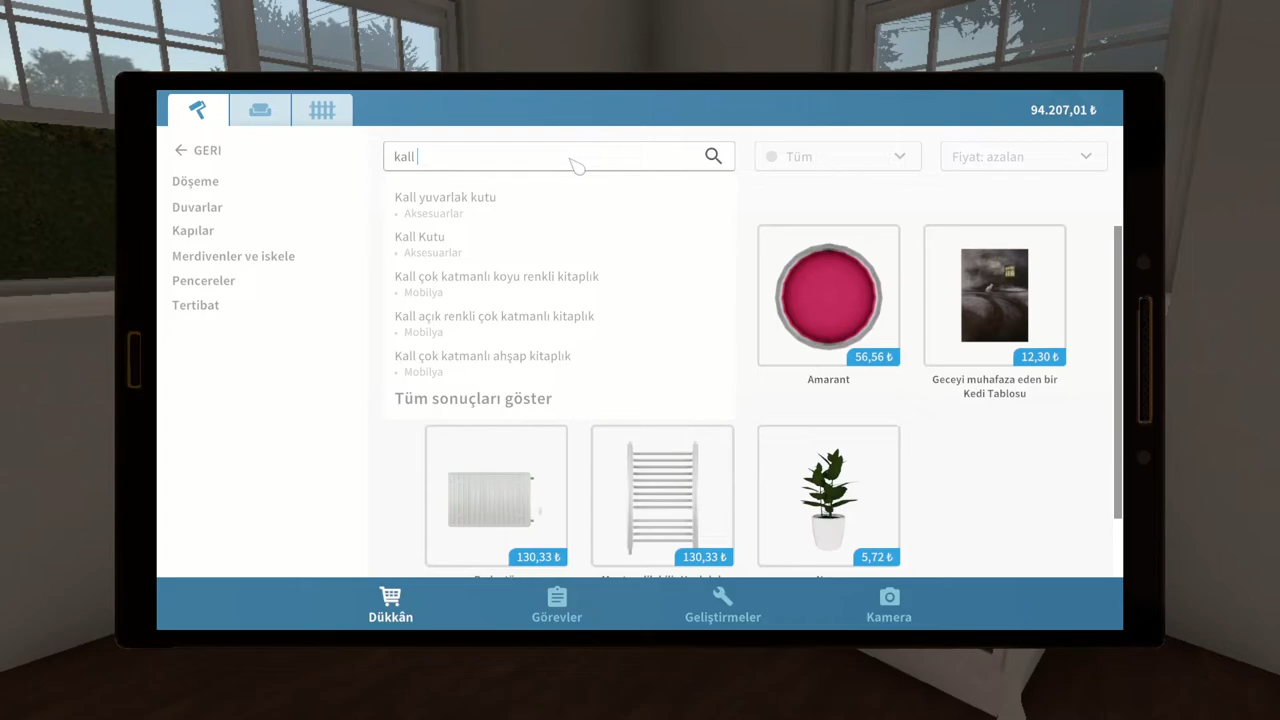 94.207,01 ₺
GERI
Döşeme
Duvarlar
Kapılar
Merdivenler ve iskele
Pencereler
Tertibat
kall
Tüm
Fiyat: azalan
Kall yuvarlak kutu
• Aksesuarlar
Kall Kutu
• Aksesuarlar
Kall çok katmanlı koyu renkli kitaplık
• Mobilya
Kall açık renkli çok katmanlı kitaplık
• Mobilya
Kall çok katmanlı ahşap kitaplık
• Mobilya
Tüm sonuçları göster
56,56 ₺
Amarant
12,30 ₺
Geceyi muhafaza eden bir
Kedi Tablosu
130,33 ₺
130,33 ₺
5,72 ₺
Dükkân
Görevler
Geliştirmeler
Kamera